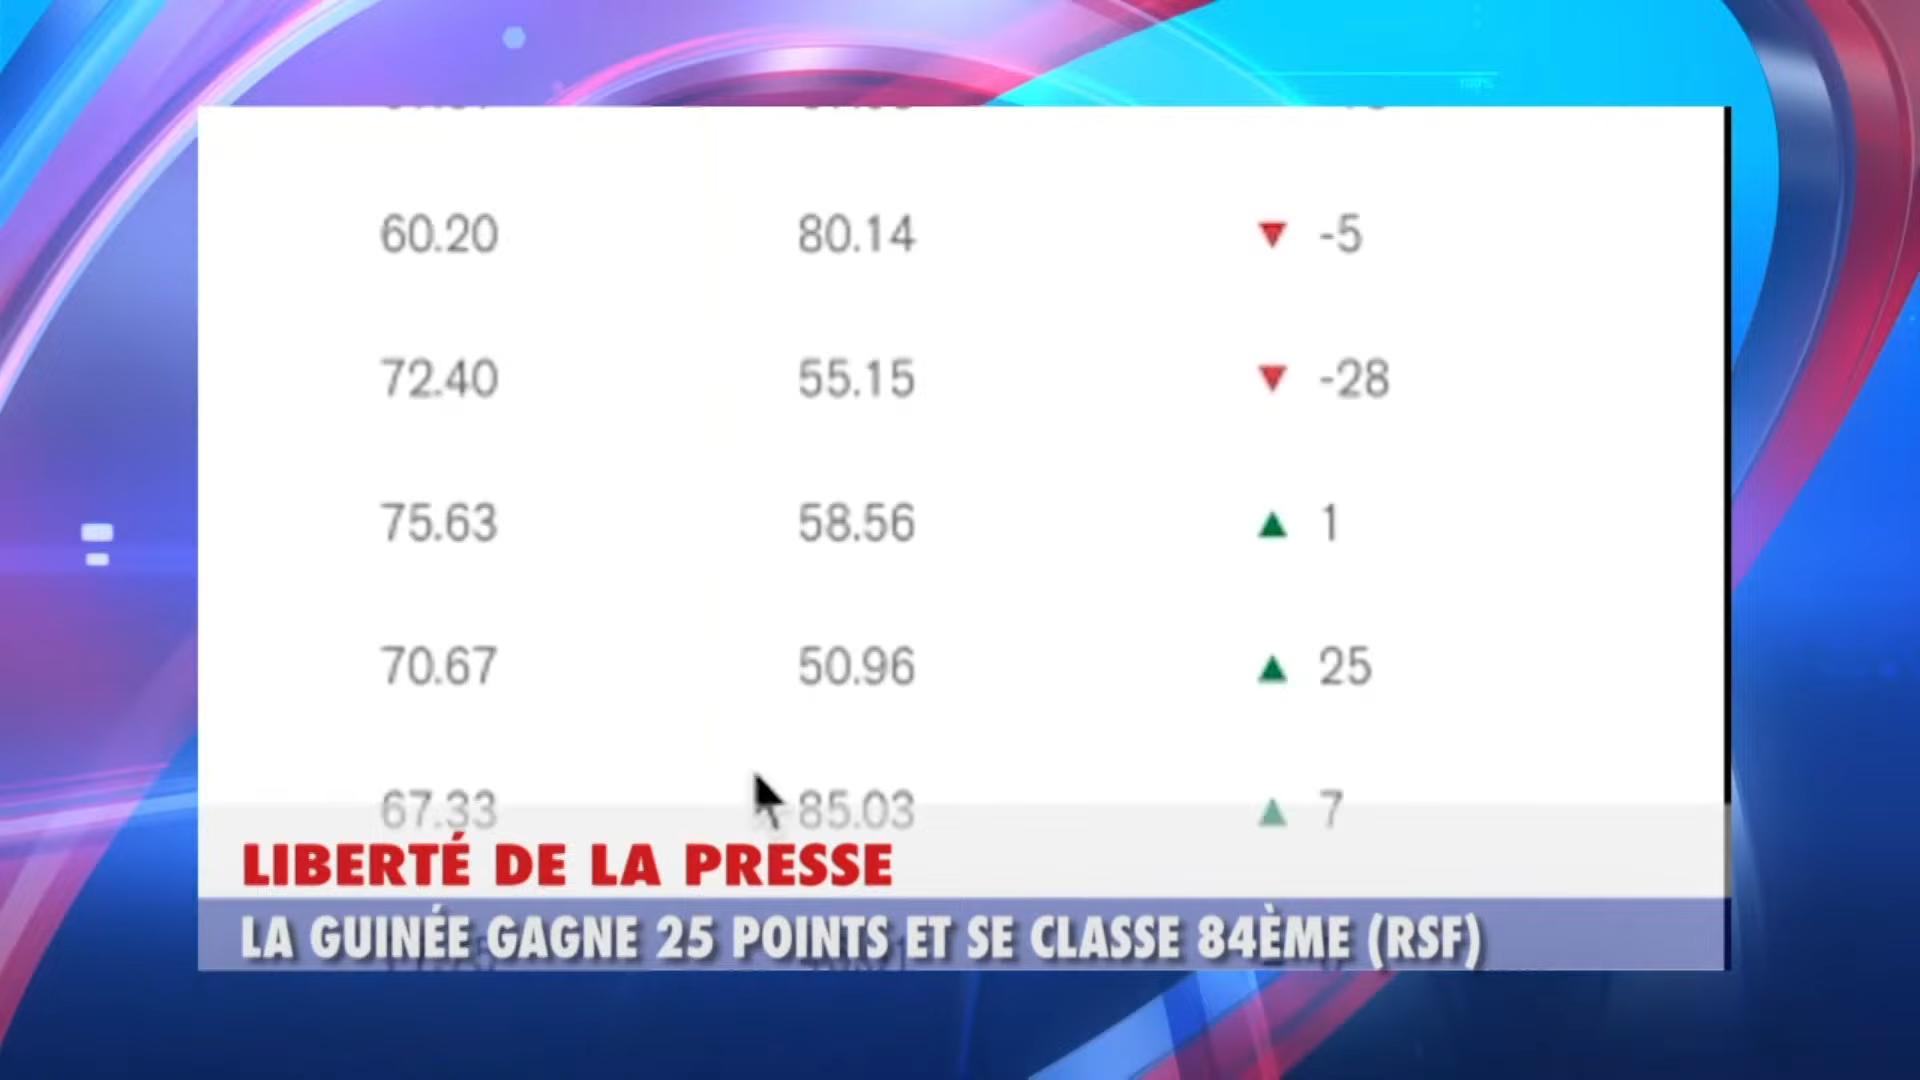 60.20 80.14 -5
72.40 55.15 -28
75.63 58.56 1
70.67 50.96 25
67.33 85.03 7
LIBERTÉ DE LA PRESSE
LA GUINÉE GAGNE 25 POINTS ET SE CLASSE 84ÈME (RSF)